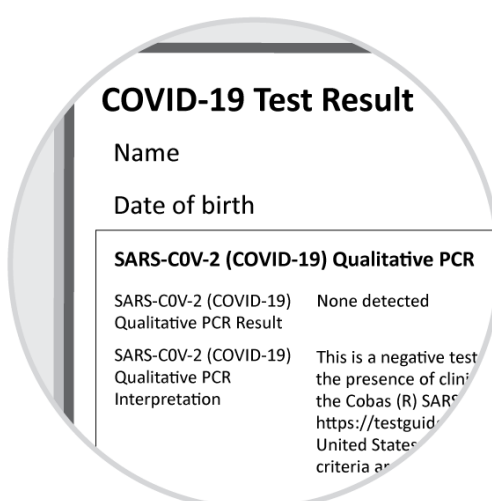 COVID-19 Test Result
Name
Date of birth
SARS-C0V-2 (COVID-19) Qualitative PCR
SARS-C0V-2 (COVID-19) None detected
Qualitative PCR Result
SARS-C0V-2 (COVID-19) This is a negative test
Qualitative PCR the presence of
Interpretation the Cobas (R)
United
criteria